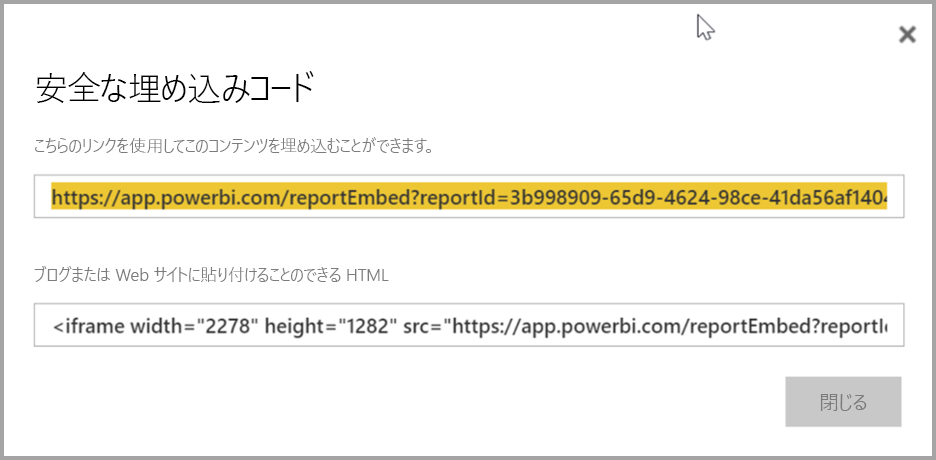 安全な埋め込みコード
こちらのリンクを使用してこのコンテンツを埋め込むことができます。
https://app.powerbi.com/reportEmbed?reportId=3b998909-65d9-4624-98ce-41da56af1404
ブログまたは Web サイトに貼り付けることのできる HTML
<iframe width="2278" height="1282" src="https://app.powerbi.com/reportEmbed?reportId
閉じる